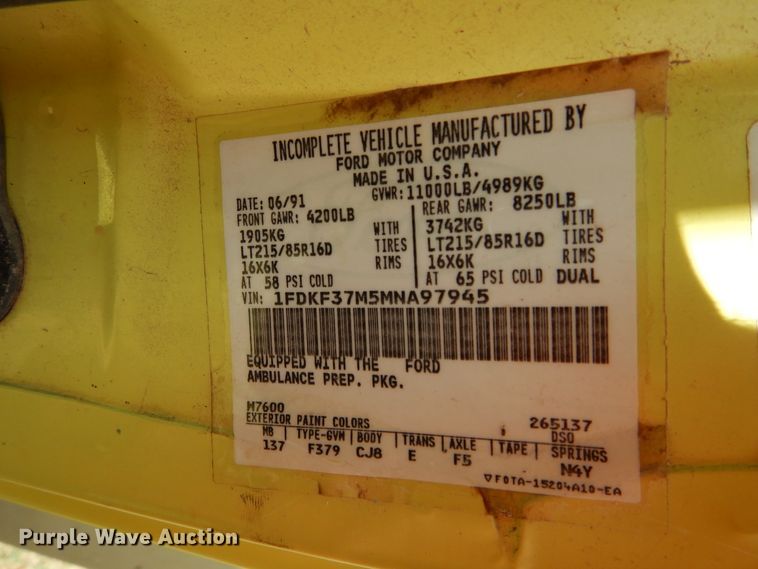 INCOMPLETE VEHICLE MANUFACTURED BY
FORD MOTOR COMPANY
MADE IN U.S.A.
DATE: 06/91 GVWR: 11000LB/4989KG
FRONT GAWR: 4200LB REAR GAWR: 8250LB
1905KG WITH 3742KG WITH
LT215/85R16D TIRES LT215/85R16D TIRES
16X6K RIMS 16X6K RIMS
AT 58 PSI COLD AT 65 PSI COLD DUAL
VIN: 1FDKF37M5MNA97945
EQUIPPED WITH THE FORD
AMBULANCE PREP. PKG.
M7600 265137
EXTERIOR PAINT COLORS DSO
WB TYPE-GVW BODY TRANS AXLE TAPE SPRINGS
137 F379 CJ8 E F5 N4Y
▽F0TA-15204A10-EA
Purple Wave Auction